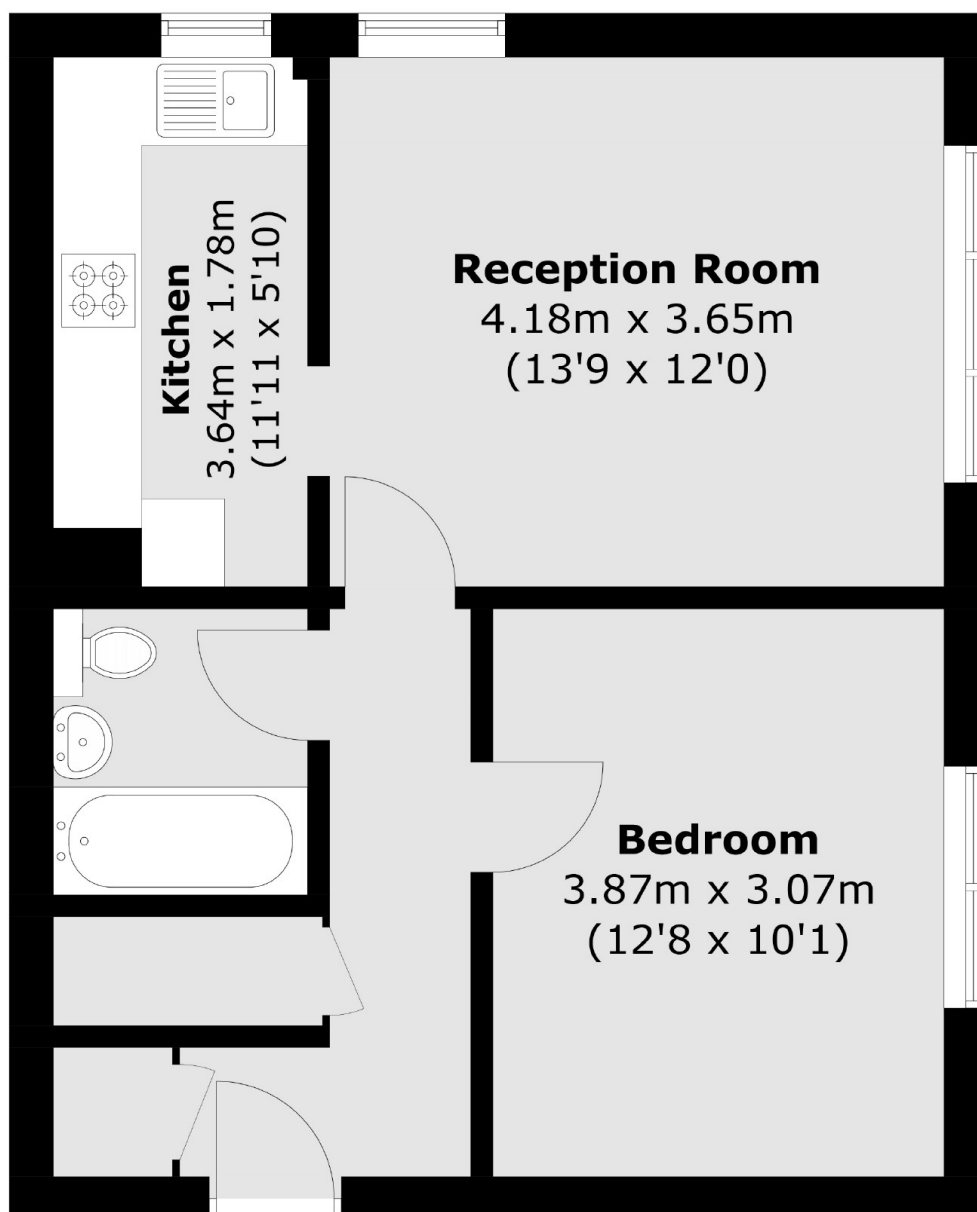 Kitchen
3.64m x 1.78m
(11'11 x 5'10)
Reception Room
4.18m x 3.65m
(13'9 x 12'0)
Bedroom
3.87m x 3.07m
(12'8 x 10'1)